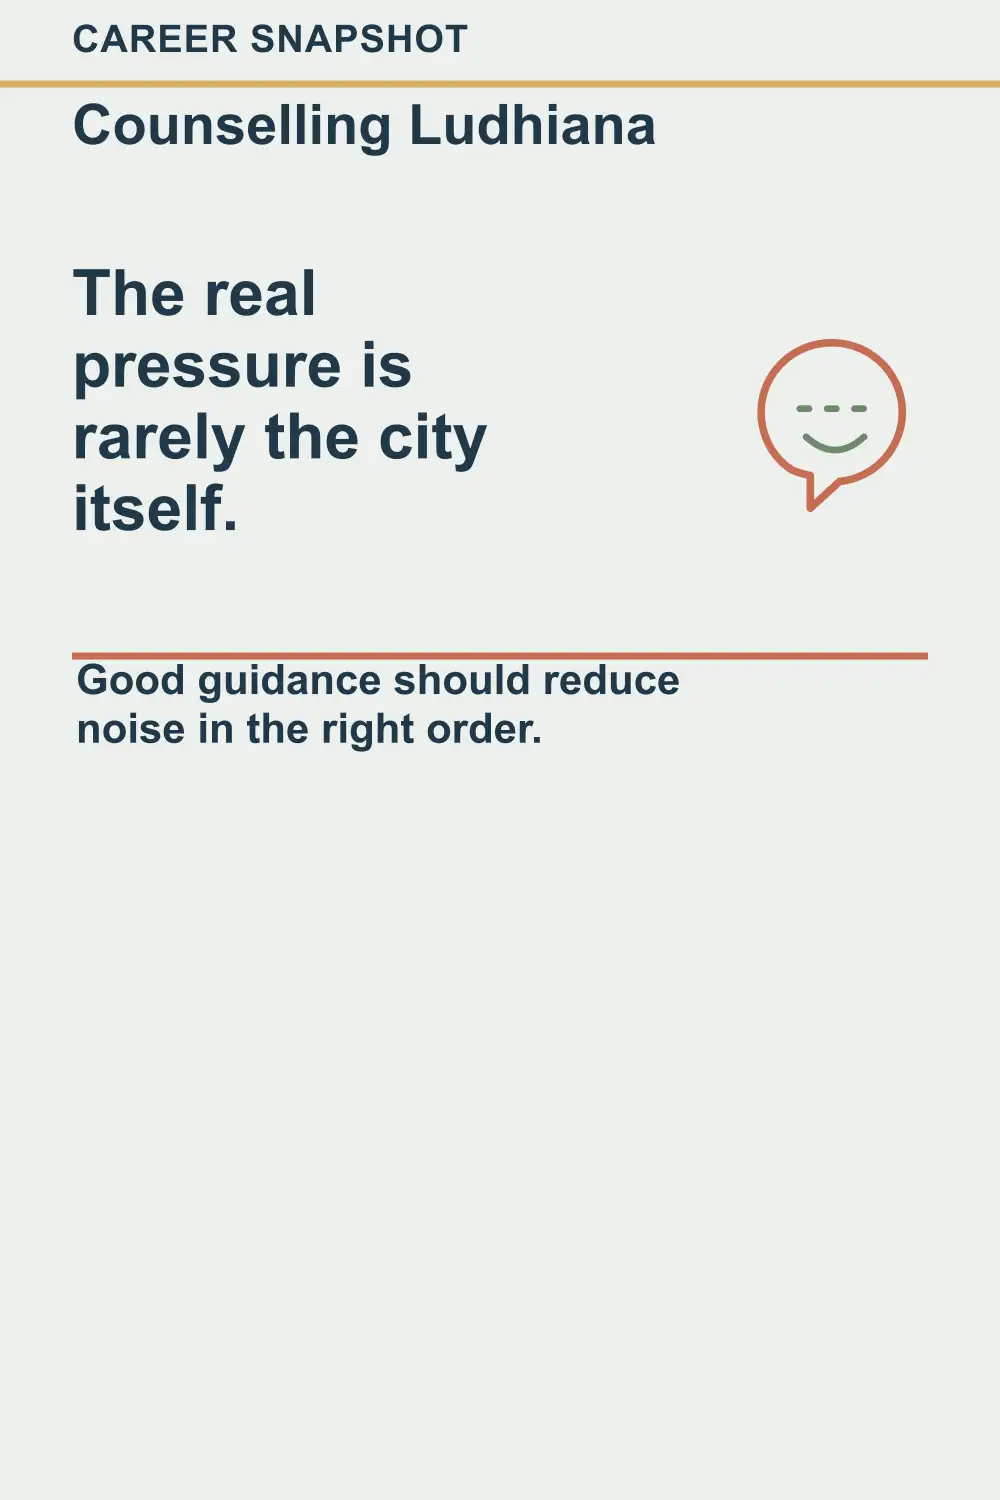 CAREER SNAPSHOT
Counselling Ludhiana
The real
pressure is
rarely the city
itself.
Good guidance should reduce
noise in the right order.